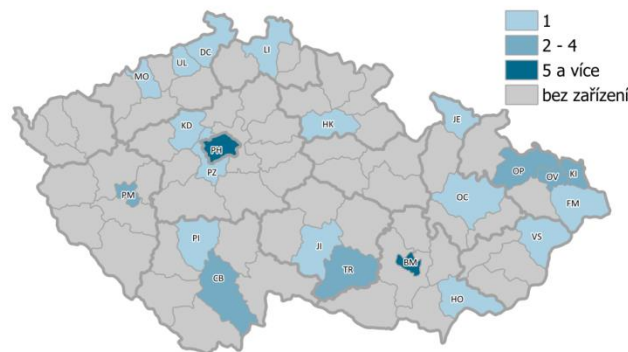 1
2 - 4
5 a více
bez zařízení
DC
LI
UL
MO
KD
HK
JE
PH
PZ
OP
OV
KI
PM
OC
FM
PI
JI
VS
BM
TR
CB
HO